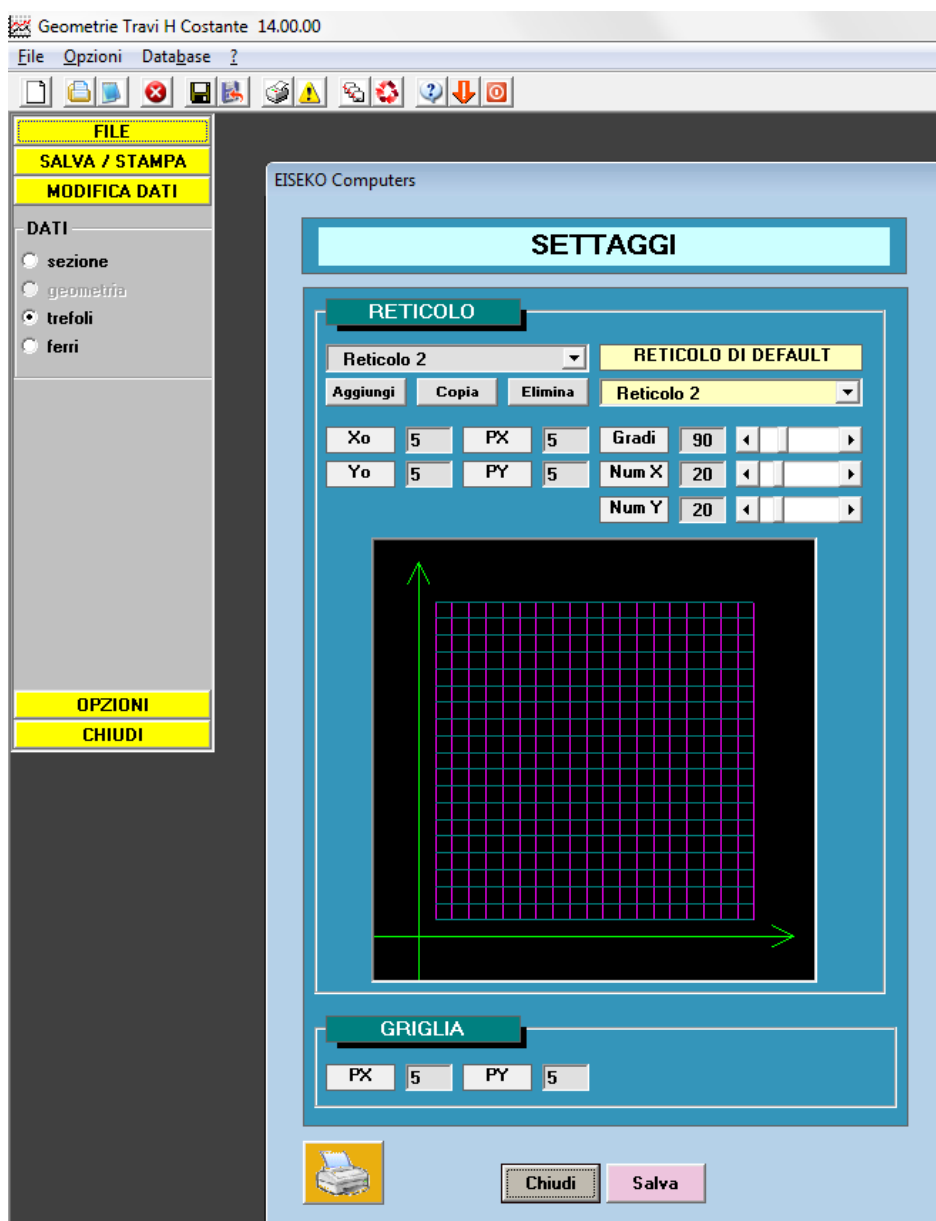 Geometrie Travi H Costante 14.00.00
File Opzioni Database ?
FILE
SALVA / STAMPA
MODIFICA DATI
DATI
sezione
geometria
trefoli
ferri
OPZIONI
CHIUDI
EISEKO Computers
SETTAGGI
RETICOLO
Reticolo 2 RETICOLO DI DEFAULT
Aggiungi Copia Elimina Reticolo 2
Xo 5 PX 5 Gradi 90
Yo 5 PY 5 Num X 20
Num Y 20
GRIGLIA
PX 5 PY 5
Chiudi Salva